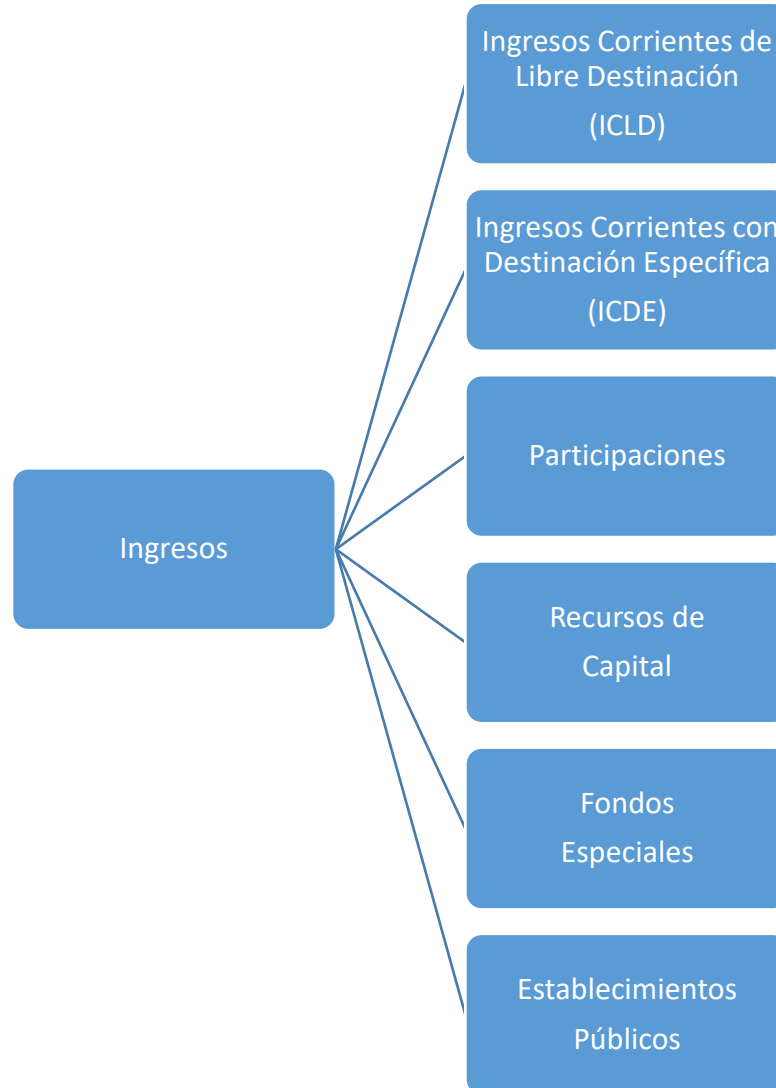 Ingresos Corrientes de
Libre Destinación
(ICLD)
Ingresos Corrientes con
Destinación Específica
(ICDE)
Participaciones
Ingresos
Recursos de
Capital
Fondos
Especiales
Establecimientos
Públicos